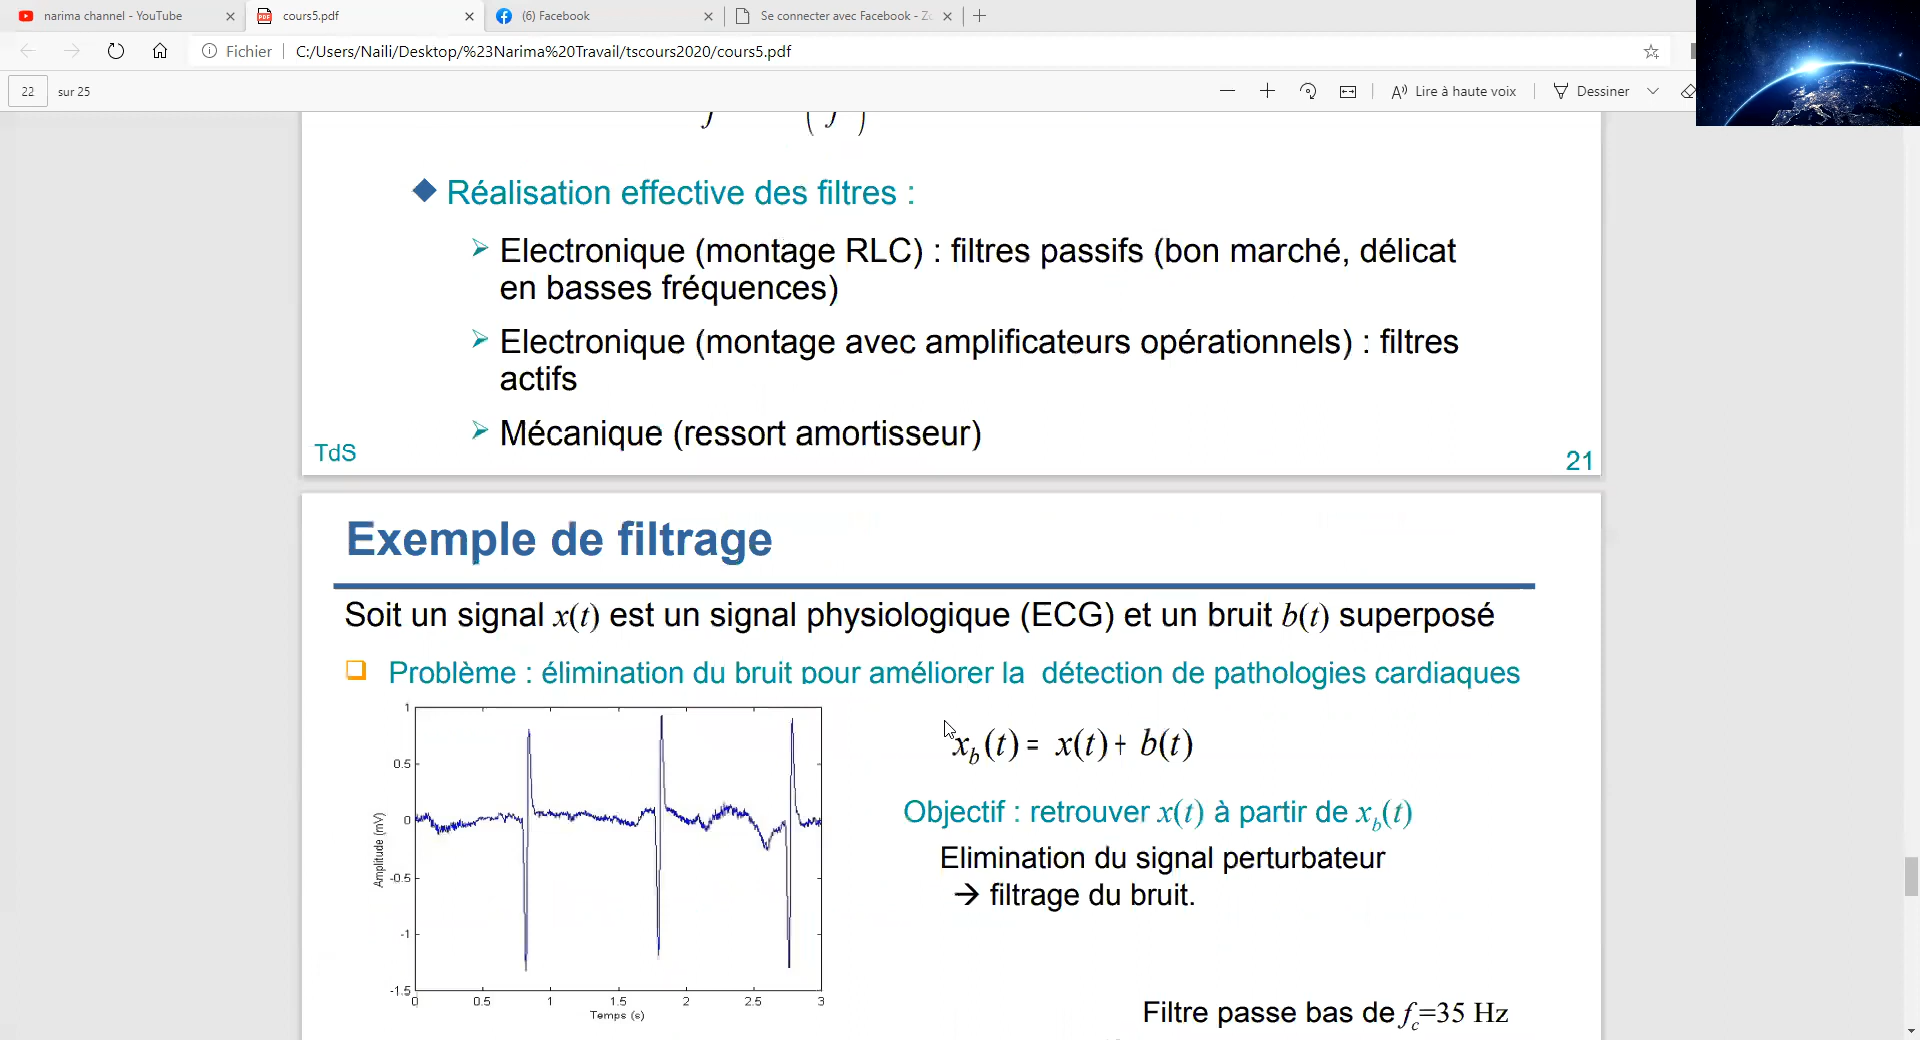 narima channel - YouTube
cours5.pdf
(6) Facebook
Se connecter avec Facebook - Zo
Fichier
C:/Users/Naili/Desktop/%23Narima%20Travail/tscours2020/cours5.pdf
22 sur 25
Lire à haute voix
Dessiner
Réalisation effective des filtres :
Electronique (montage RLC) : filtres passifs (bon marché, délicat
en basses fréquences)
Electronique (montage avec amplificateurs opérationnels) : filtres
actifs
Mécanique (ressort amortisseur)
TdS
21
Exemple de filtrage
Soit un signal x(t) est un signal physiologique (ECG) et un bruit b(t) superposé
Problème : élimination du bruit pour améliorer la détection de pathologies cardiaques
1
0.5
0
-0.5
-1
-1.5
Amplitude (mV)
0 0.5 1 1.5 2 2.5 3
Temps (s)
x_b(t) = x(t) + b(t)
Objectif : retrouver x(t) à partir de x_b(t)
Elimination du signal perturbateur
→ filtrage du bruit.
Filtre passe bas de f_c=35 Hz